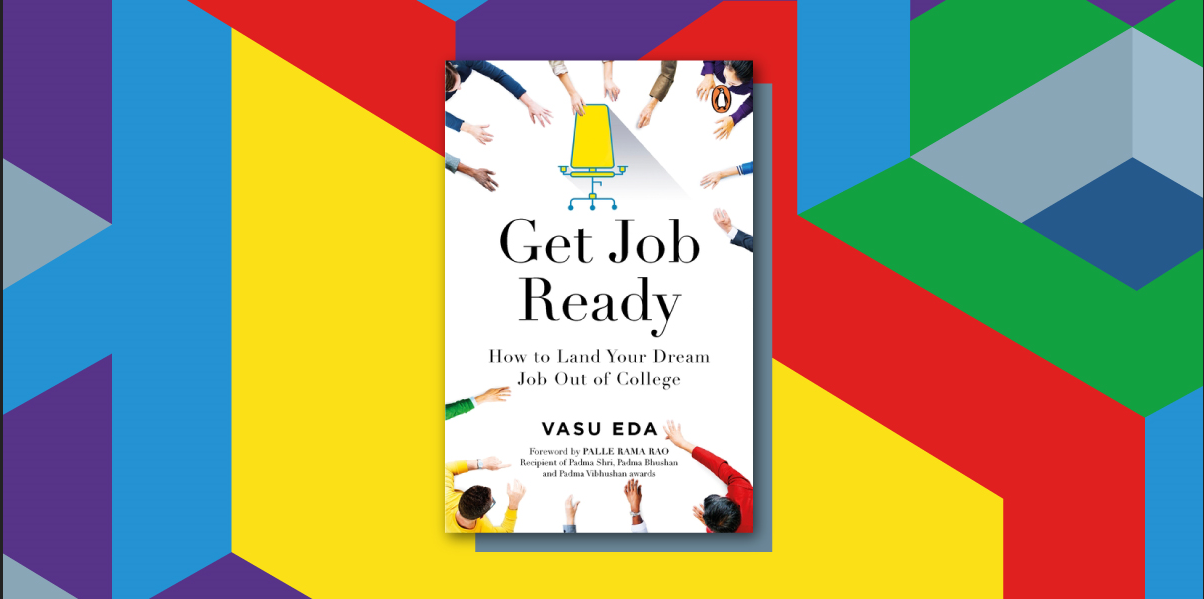 Get Job
Ready
How to Land Your Dream
Job Out of College
VASU EDA
Foreword by PALLE RAMA RAO
Recipient of Padma Shri, Padma Bhushan
and Padma Vibhushan awards